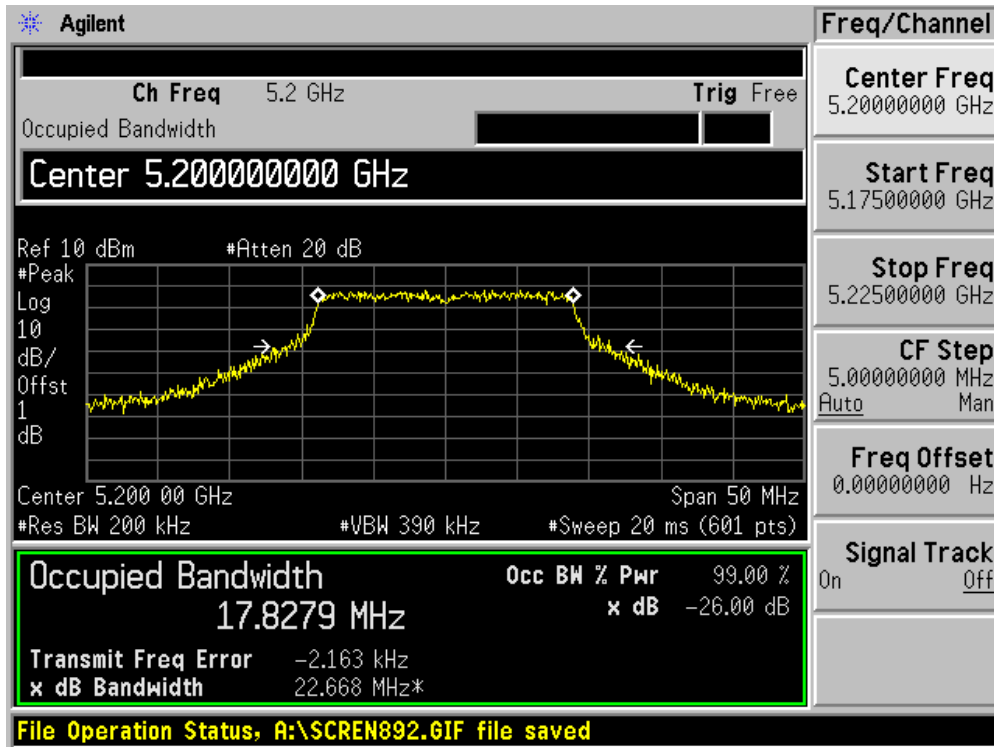 Agilent
Freq/Channel
Ch Freq 5.2 GHz Trig Free
Occupied Bandwidth
Center 5.200000000 GHz
Ref 10 dBm #Atten 20 dB
#Peak
Log
10
dB/
Offst
1
dB
Center 5.200 00 GHz Span 50 MHz
#Res BW 200 kHz #VBW 390 kHz #Sweep 20 ms (601 pts)
Occupied Bandwidth
17.8279 MHz
Occ BW % Pwr 99.00 %
x dB -26.00 dB
Transmit Freq Error -2.163 kHz
x dB Bandwidth 22.668 MHz*
File Operation Status, A:\SCREN892.GIF file saved
Center Freq
5.20000000 GHz
Start Freq
5.17500000 GHz
Stop Freq
5.22500000 GHz
CF Step
5.00000000 MHz
Auto Man
Freq Offset
0.00000000 Hz
Signal Track
On Off